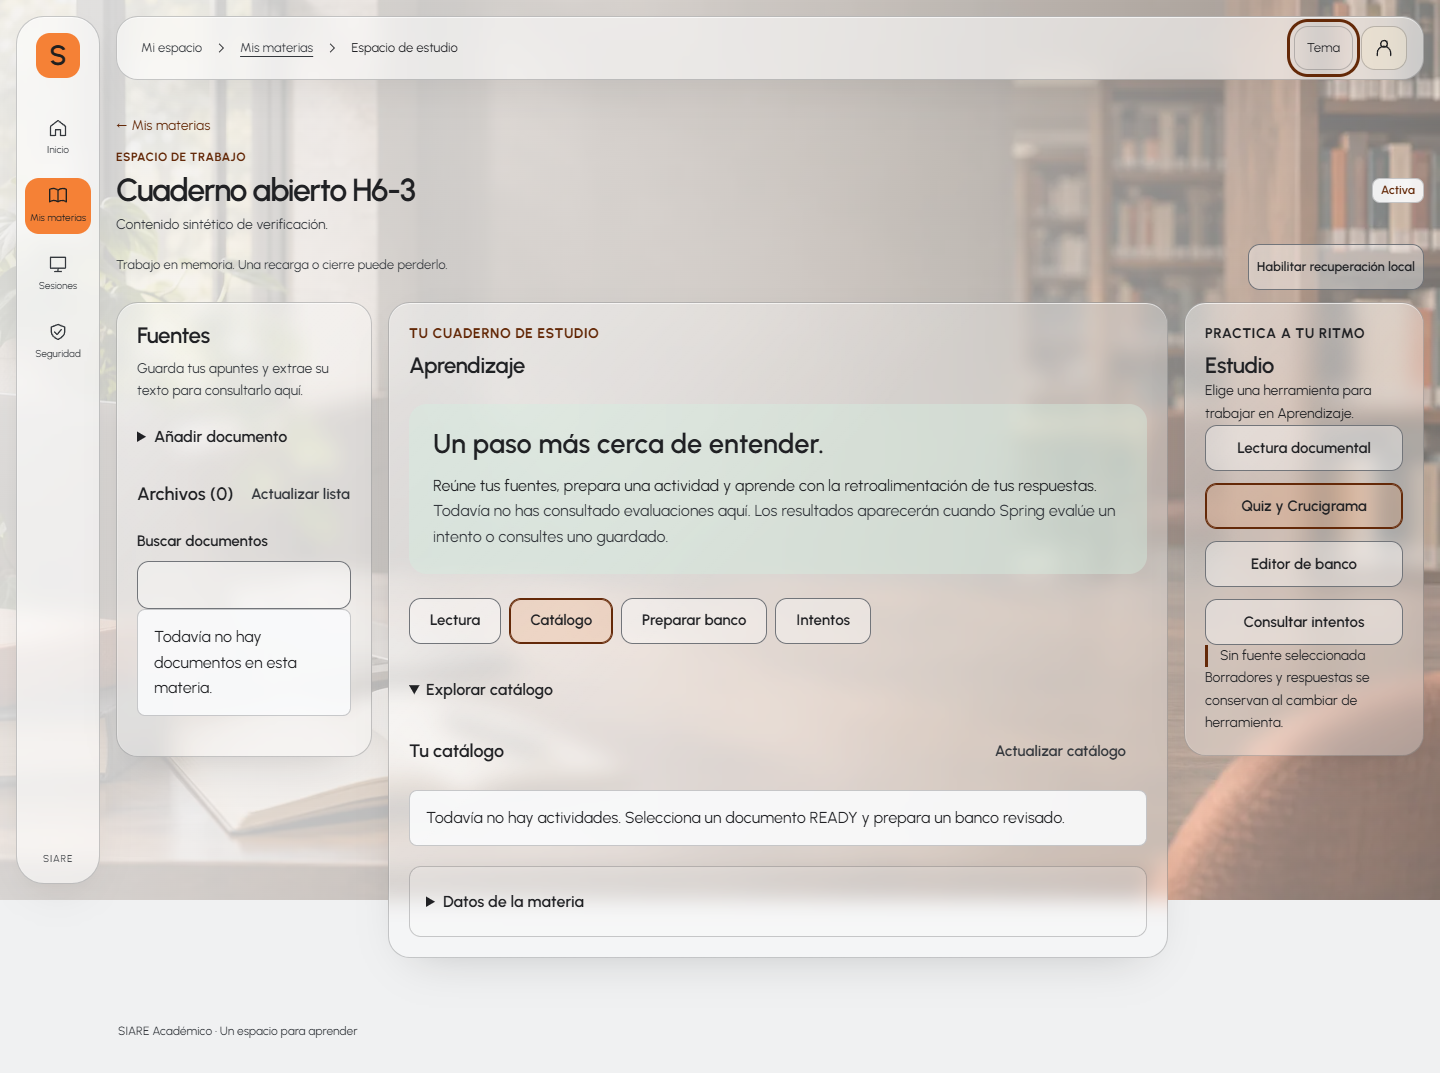 S
Mi espacio > Mis materias > Espacio de estudio
Tema
Inicio
Mis materias
Sesiones
Seguridad
SIARE
← Mis materias
ESPACIO DE TRABAJO
Cuaderno abierto H6-3
Activa
Contenido sintético de verificación.
Trabajo en memoria. Una recarga o cierre puede perderlo.
Habilitar recuperación local
Fuentes
Guarda tus apuntes y extrae su
texto para consultarlo aquí.
Añadir documento
Archivos (0) Actualizar lista
Buscar documentos
Todavía no hay
documentos en esta
materia.
TU CUADERNO DE ESTUDIO
Aprendizaje
Un paso más cerca de entender.
Reúne tus fuentes, prepara una actividad y aprende con la retroalimentación de tus respuestas.
Todavía no has consultado evaluaciones aquí. Los resultados aparecerán cuando Spring evalúe un
intento o consultes uno guardado.
Lectura Catálogo Preparar banco Intentos
Explorar catálogo
Tu catálogo Actualizar catálogo
Todavía no hay actividades. Selecciona un documento READY y prepara un banco revisado.
Datos de la materia
PRACTICA A TU RITMO
Estudio
Elige una herramienta para
trabajar en Aprendizaje.
Lectura documental
Quiz y Crucigrama
Editor de banco
Consultar intentos
Sin fuente seleccionada
Borradores y respuestas se
conservan al cambiar de
herramienta.
SIARE Académico · Un espacio para aprender